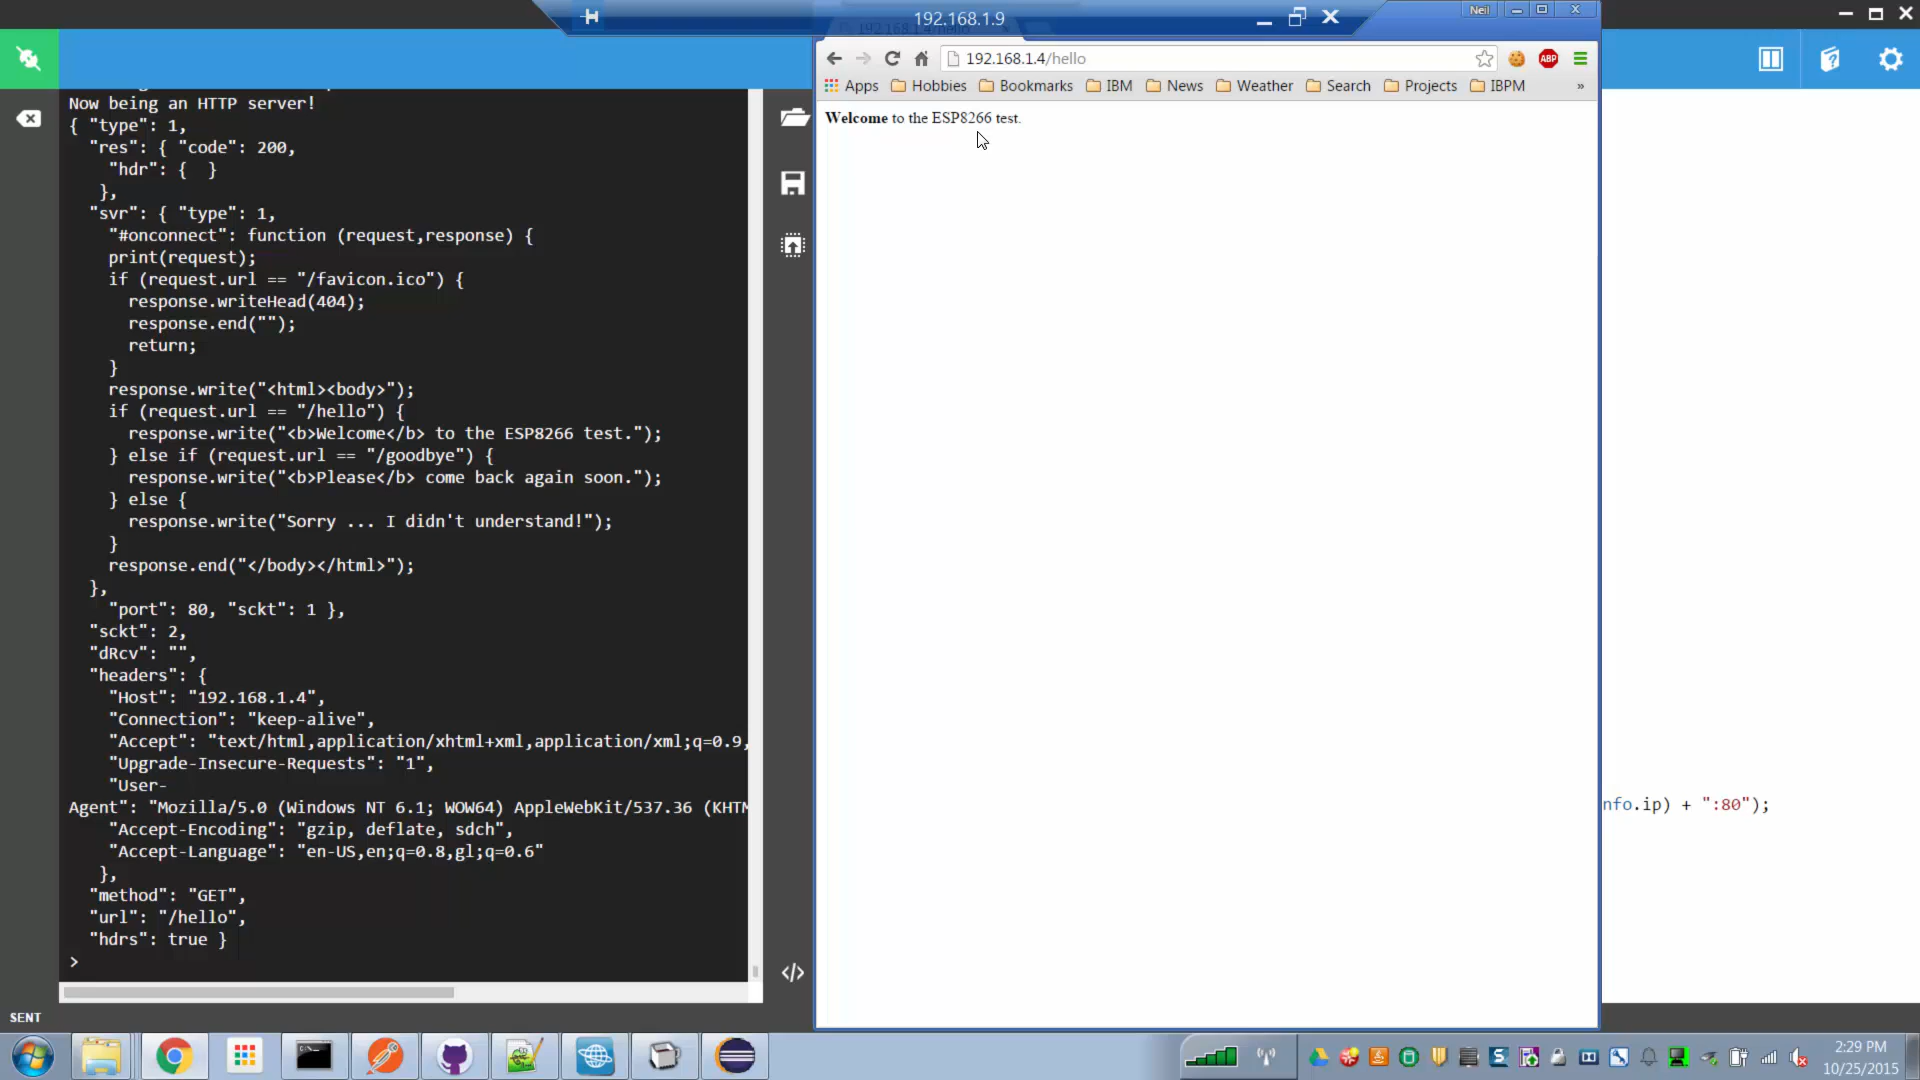 192.168.1.9
Neil
192.168.1.4/hello
Apps Hobbies Bookmarks IBM News Weather Search Projects IBPM »
Welcome to the ESP8266 test.
Now being an HTTP server!
{ "type": 1,
"res": { "code": 200,
"hdr": { }
},
"svr": { "type": 1,
"#onconnect": function (request,response) {
print(request);
if (request.url == "/favicon.ico") {
response.writeHead(404);
response.end("");
return;
}
response.write("<html><body>");
if (request.url == "/hello") {
response.write("<b>Welcome</b> to the ESP8266 test.");
} else if (request.url == "/goodbye") {
response.write("<b>Please</b> come back again soon.");
} else {
response.write("Sorry ... I didn't understand!");
}
response.end("</body></html>");
},
"port": 80, "sckt": 1 },
"sckt": 2,
"dRcv": "",
"headers": {
"Host": "192.168.1.4",
"Connection": "keep-alive",
"Accept": "text/html,application/xhtml+xml,application/xml;q=0.9,
"Upgrade-Insecure-Requests": "1",
"User-
Agent": "Mozilla/5.0 (Windows NT 6.1; WOW64) AppleWebKit/537.36 (KHTM
"Accept-Encoding": "gzip, deflate, sdch",
"Accept-Language": "en-US,en;q=0.8,gl;q=0.6"
},
"method": "GET",
"url": "/hello",
"hdrs": true }
>
nfo.ip) + ":80");
SENT
ABP
2:29 PM
10/25/2015